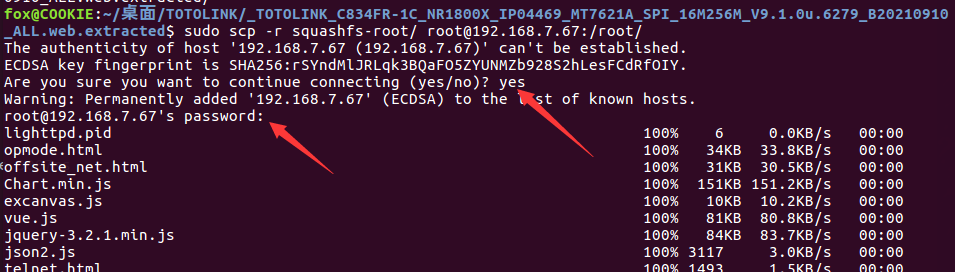 fox@COOKIE:~/桌面/TOTOLINK/_TOTOLINK_C834FR-1C_NR1800X_IP04469_MT7621A_SPI_16M256M_V9.1.0u.6279_B20210910
_ALL.web.extracted$ sudo scp -r squashfs-root/ root@192.168.7.67:/root/
The authenticity of host '192.168.7.67 (192.168.7.67)' can't be established.
ECDSA key fingerprint is SHA256:rSYndMlJRLqk3BQaFO5ZYUNMZb928S2hLesFCdRfOIY.
Are you sure you want to continue connecting (yes/no)? yes
Warning: Permanently added '192.168.7.67' (ECDSA) to the list of known hosts.
root@192.168.7.67's password:
lighttpd.pid 100% 6 0.0KB/s 00:00
opmode.html 100% 34KB 33.8KB/s 00:00
offsite_net.html 100% 31KB 30.5KB/s 00:00
Chart.min.js 100% 151KB 151.2KB/s 00:00
excanvas.js 100% 10KB 10.2KB/s 00:00
vue.js 100% 81KB 80.8KB/s 00:00
jquery-3.2.1.min.js 100% 84KB 83.7KB/s 00:00
json2.js 100% 3117 3.0KB/s 00:00
telnet.html 100% 1493 1.5KB/s 00:00